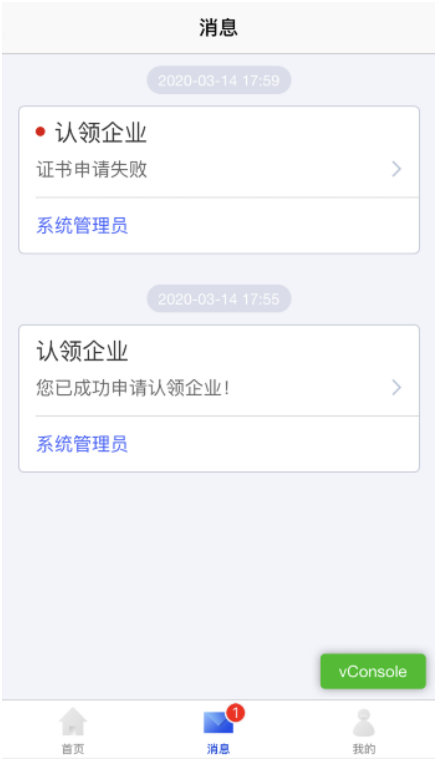 消息
2020-03-14 17:59
认领企业
证书申请失败
系统管理员
2020-03-14 17:55
认领企业
您已成功申请认领企业!
系统管理员
vConsole
1
首页
消息
我的